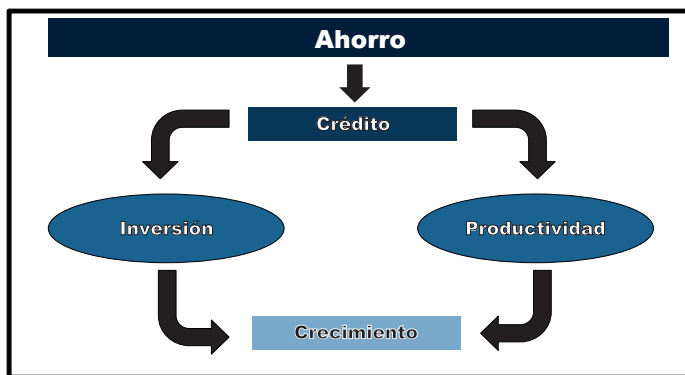 Ahorro
Crédito
Inversión
Productividad
Crecimiento